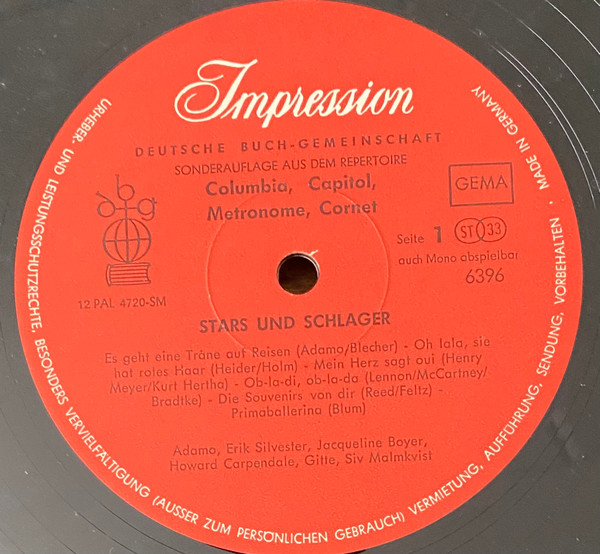 Impression
DEUTSCHE BUCH-GEMEINSCHAFT
SONDERAUFLAGE AUS DEM REPERTOIRE
Columbia, Capitol,
Metronome, Cornet
dbg
GEMA
Seite 1 ST 33
auch Mono abspielbar
6396
12 PAL 4720-SM
STARS UND SCHLAGER
Es geht eine Träne auf Reisen (Adamo/Blecher) - Oh lala, sie
hat rotes Haar (Heider/Holm) - Mein Herz sagt oui (Henry
Meyer/Kurt Hertha) - Ob-la-di, ob-la-da (Lennon/McCartney/
Bradtke) - Die Souvenirs von dir (Reed/Feltz) -
Primaballerina (Blum)
Adamo, Erik Silvester, Jacqueline Boyer,
Howard Carpendale, Gitte, Siv Malmkvist
URHEBER- UND LEISTUNGSSCHUTZRECHTE, BESONDERS VERVIELFÄLTIGUNG (AUSSER ZUM PERSÖNLICHEN GEBRAUCH) VERMIETUNG, AUFFÜHRUNG, SENDUNG, VORBEHALTEN · MADE IN GERMANY